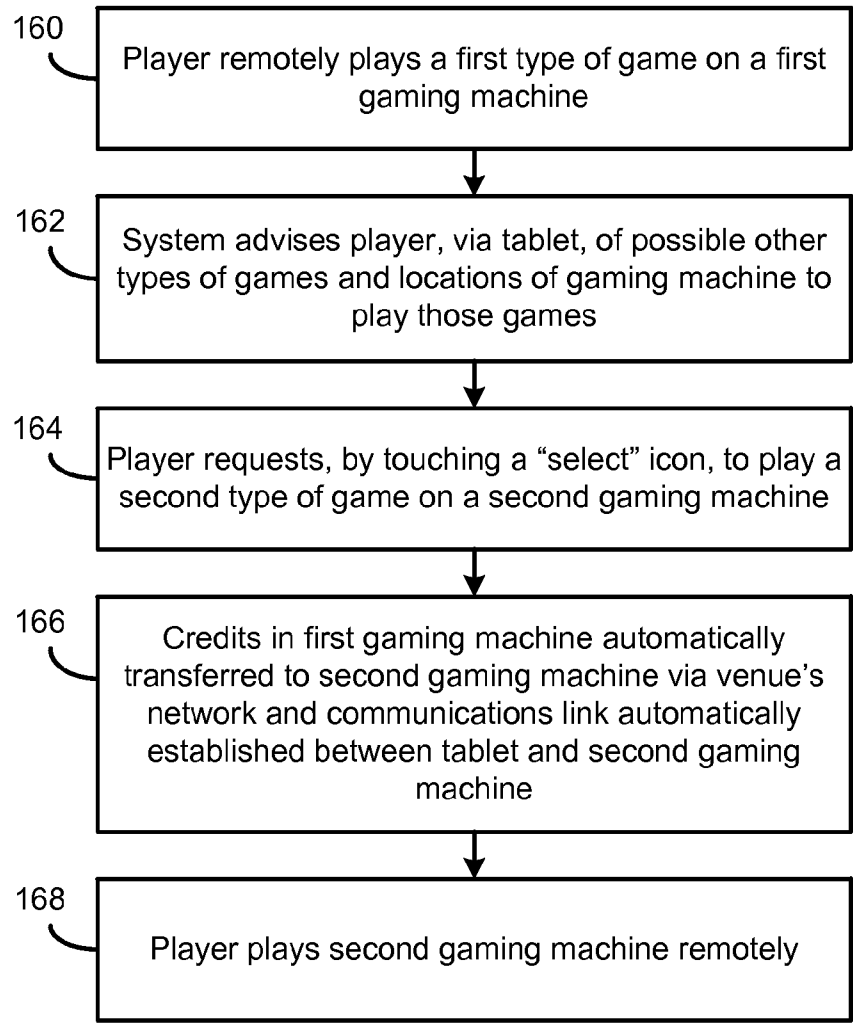 160
Player remotely plays a first type of game on a first
gaming machine
162
System advises player, via tablet, of possible other
types of games and locations of gaming machine to
play those games
164
Player requests, by touching a “select” icon, to play a
second type of game on a second gaming machine
166
Credits in first gaming machine automatically
transferred to second gaming machine via venue’s
network and communications link automatically
established between tablet and second gaming
machine
168
Player plays second gaming machine remotely